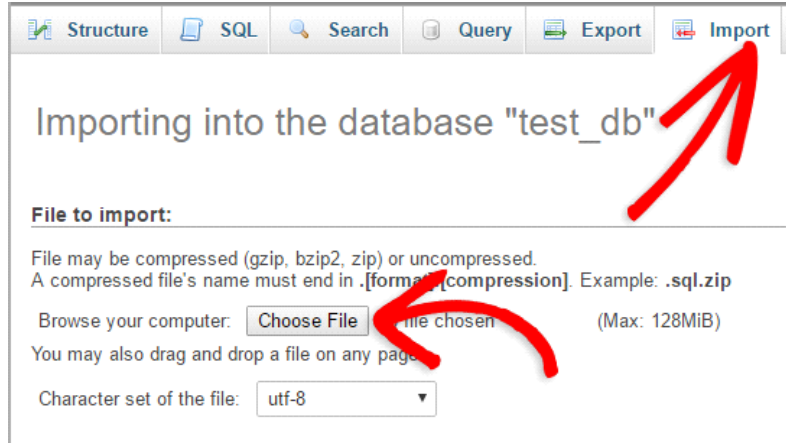 Structure SQL Search Query Export Import
Importing into the database "test_db"
File to import:
File may be compressed (gzip, bzip2, zip) or uncompressed.
A compressed file's name must end in .[format].[compression]. Example: .sql.zip
Browse your computer: Choose File file chosen (Max: 128MiB)
You may also drag and drop a file on any page.
Character set of the file: utf-8